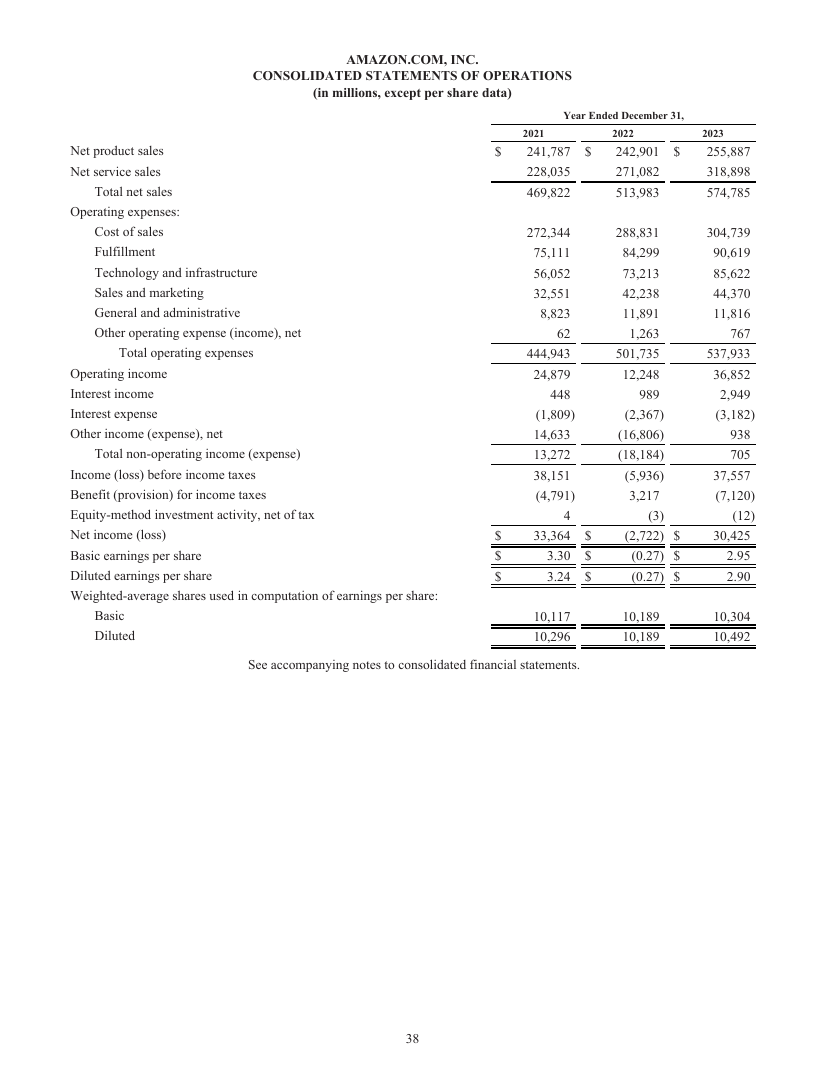 AMAZON.COM, INC.
CONSOLIDATED STATEMENTS OF OPERATIONS
(in millions, except per share data)
Year Ended December 31,
2021 2022 2023
Net product sales $ 241,787 $ 242,901 $ 255,887
Net service sales 228,035 271,082 318,898
Total net sales 469,822 513,983 574,785
Operating expenses:
Cost of sales 272,344 288,831 304,739
Fulfillment 75,111 84,299 90,619
Technology and infrastructure 56,052 73,213 85,622
Sales and marketing 32,551 42,238 44,370
General and administrative 8,823 11,891 11,816
Other operating expense (income), net 62 1,263 767
Total operating expenses 444,943 501,735 537,933
Operating income 24,879 12,248 36,852
Interest income 448 989 2,949
Interest expense (1,809) (2,367) (3,182)
Other income (expense), net 14,633 (16,806) 938
Total non-operating income (expense) 13,272 (18,184) 705
Income (loss) before income taxes 38,151 (5,936) 37,557
Benefit (provision) for income taxes (4,791) 3,217 (7,120)
Equity-method investment activity, net of tax 4 (3) (12)
Net income (loss) $ 33,364 $ (2,722) $ 30,425
Basic earnings per share $ 3.30 $ (0.27) $ 2.95
Diluted earnings per share $ 3.24 $ (0.27) $ 2.90
Weighted-average shares used in computation of earnings per share:
Basic 10,117 10,189 10,304
Diluted 10,296 10,189 10,492
See accompanying notes to consolidated financial statements.
38